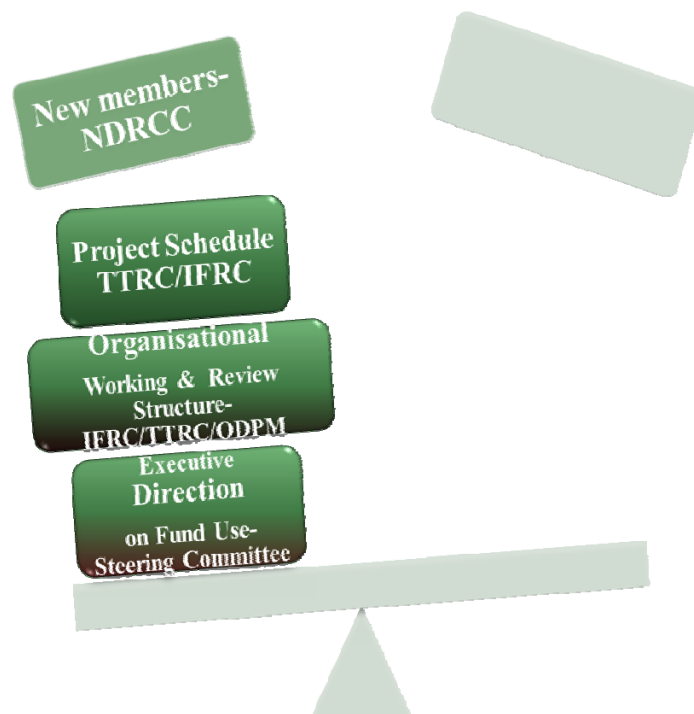 New members-
NDRCC
Project Schedule
TTRC/IFRC
Organisational
Working & Review
Structure-
IFRC/TTRC/ODPM
Executive
Direction
on Fund Use-
Steering Committee